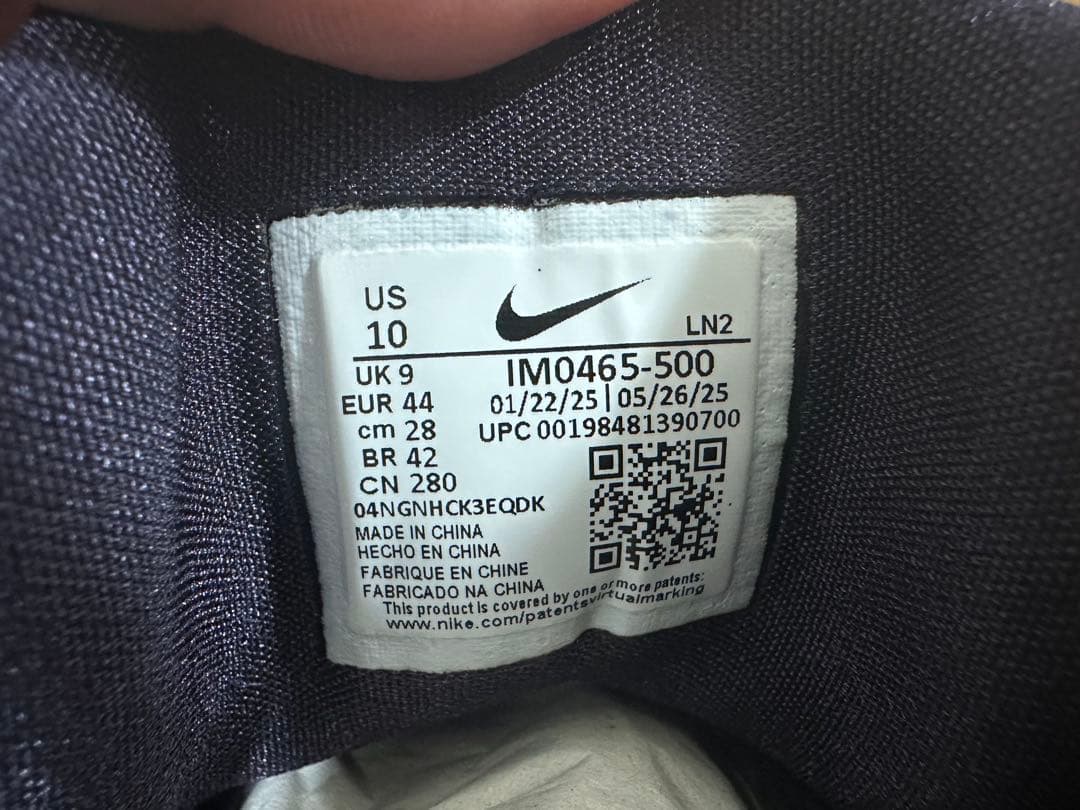 US
10
LN2
UK 9
IM0465-500
EUR 44
01/22/25 | 05/26/25
cm 28
UPC 00198481390700
BR 42
CN 280
04NGNHCK3EQDK
MADE IN CHINA
HECHO EN CHINA
FABRIQUE EN CHINE
FABRICADO NA CHINA
This product is covered by one or more patents:
www.nike.com/patentsvirtualmarking